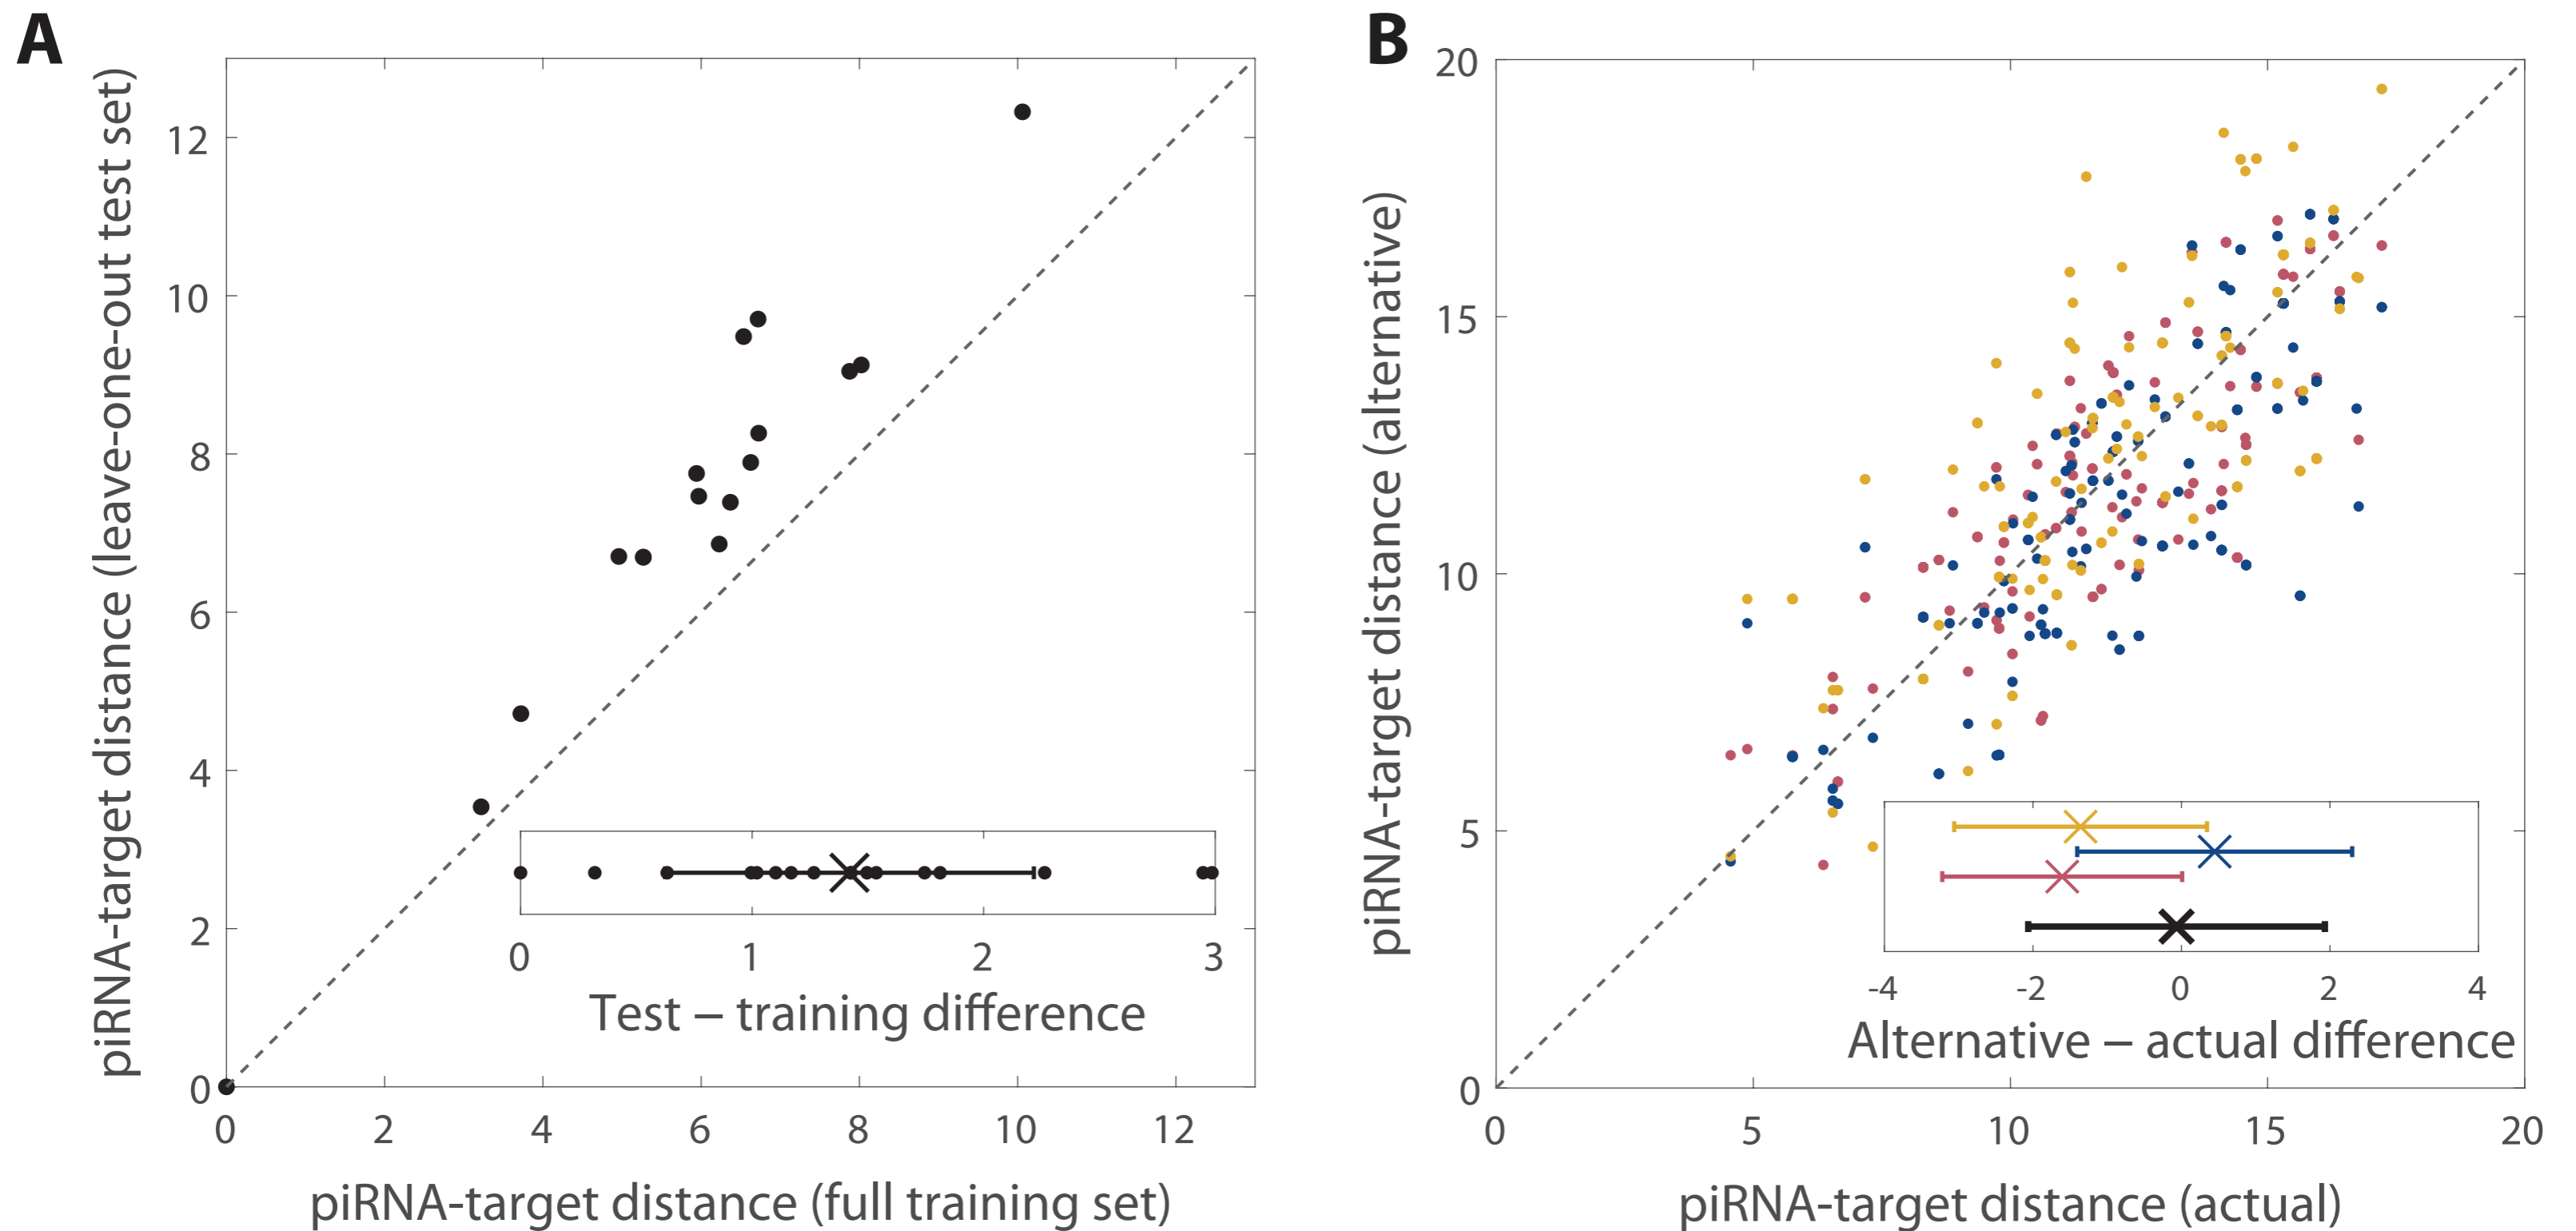 A
piRNA-target distance (leave-one-out test set)
12
10
8
6
4
2
0
0 2 4 6 8 10 12
piRNA-target distance (full training set)
0 1 2 3
Test – training difference
B
piRNA-target distance (alternative)
20
15
10
5
0
0 5 10 15 20
piRNA-target distance (actual)
-4 -2 0 2 4
Alternative – actual difference